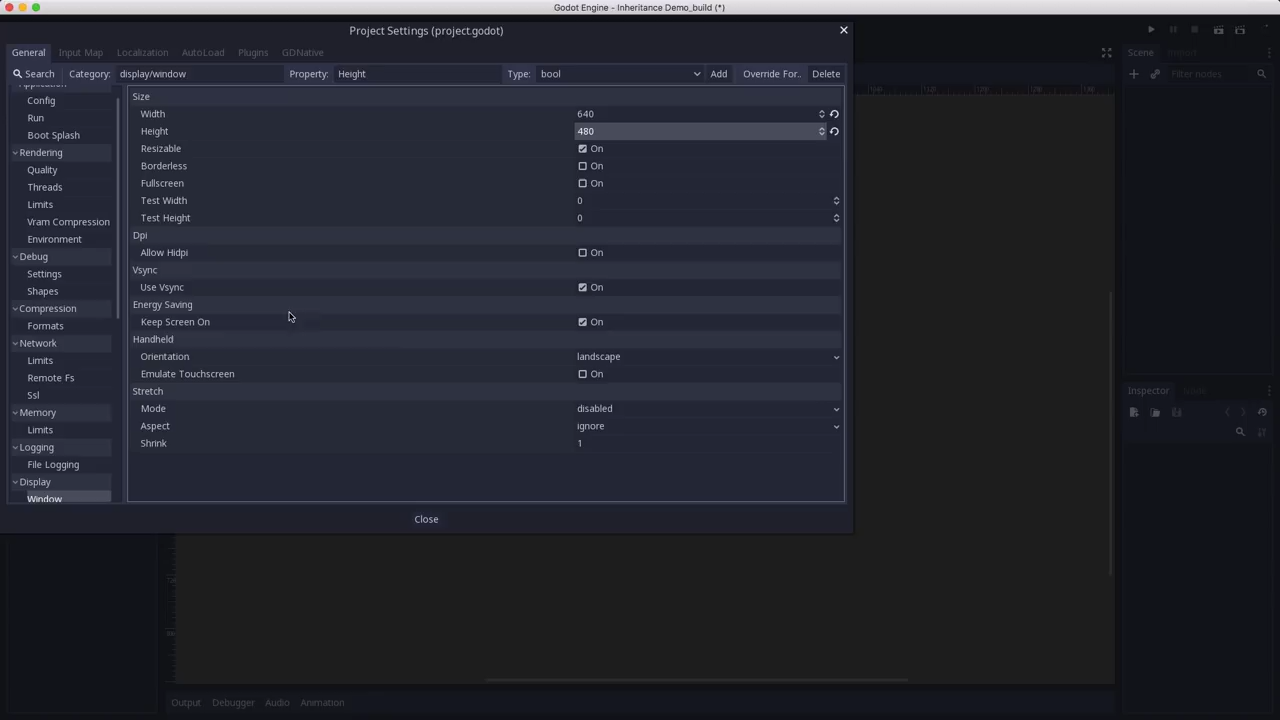 Godot Engine - Inheritance Demo_build (*)
Project Settings (project.godot)
General Input Map Localization AutoLoad Plugins GDNative
Search Category: display/window Property: Height Type: bool Add Override For.. Delete
Application
Config
Run
Boot Splash
Rendering
Quality
Threads
Limits
Vram Compression
Environment
Debug
Settings
Shapes
Compression
Formats
Network
Limits
Remote Fs
Ssl
Memory
Limits
Logging
File Logging
Display
Window
Size
Width 640
Height 480
Resizable On
Borderless On
Fullscreen On
Test Width 0
Test Height 0
Dpi
Allow Hidpi On
Vsync
Use Vsync On
Energy Saving
Keep Screen On On
Handheld
Orientation landscape
Emulate Touchscreen On
Stretch
Mode disabled
Aspect ignore
Shrink 1
Close
Scene Import
Filter nodes
Inspector Node
Output Debugger Audio Animation